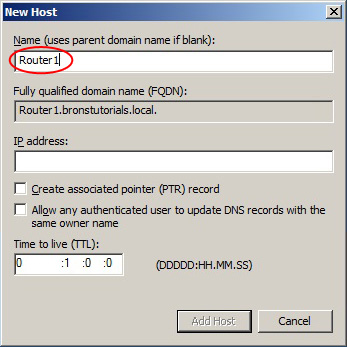 New Host
Name (uses parent domain name if blank):
Router1
Fully qualified domain name (FQDN):
Router1.bronstutorials.local.
IP address:
Create associated pointer (PTR) record
Allow any authenticated user to update DNS records with the
same owner name
Time to live (TTL):
0 :1 :0 :0 (DDDDD:HH.MM.SS)
Add Host Cancel